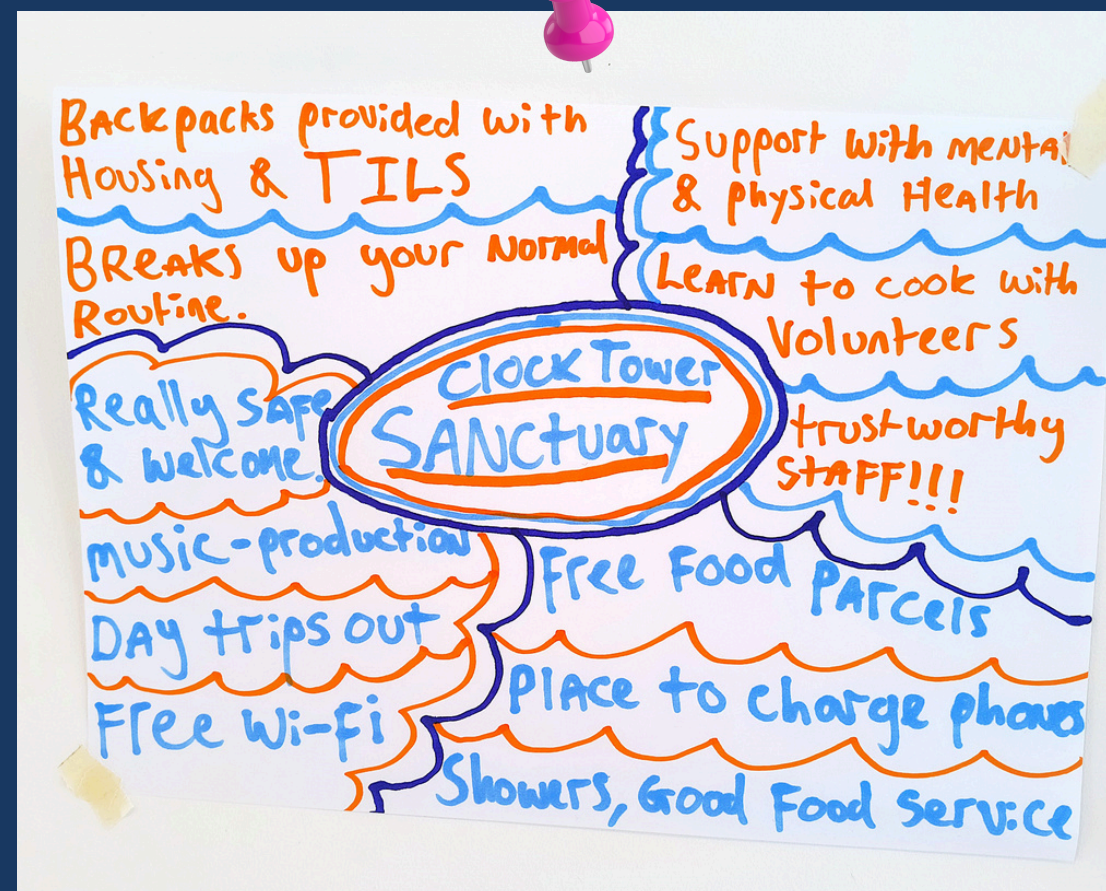 Backpacks provided with
Housing & TILS
Breaks up your Normal
Routine.
Really safe
& welcome.
music-production
Day trips out
Free Wi-Fi
Clock Tower
Sanctuary
Support with mental
& physical Health
Learn to cook with
Volunteers
trustworthy
STAFF!!!
Free Food Parcels
Place to charge phones
Showers, Good Food Service